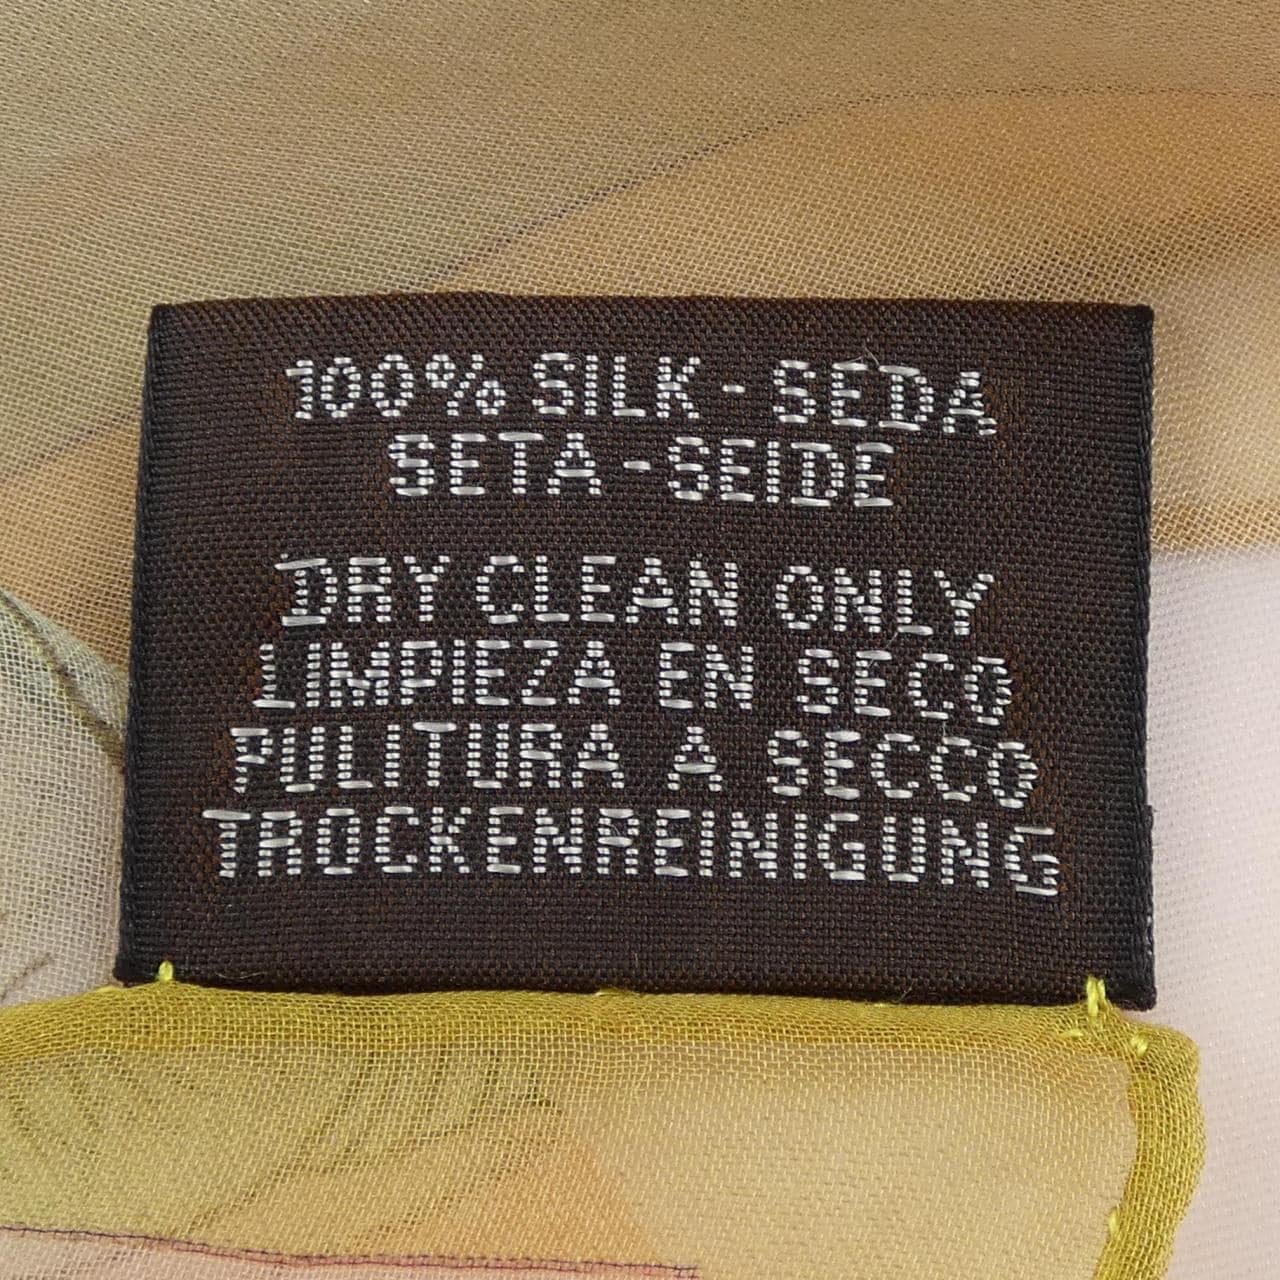 100% SILK - SEDA
SETA - SEIDE
DRY CLEAN ONLY
LIMPIEZA EN SECO
PULITURA A SECCO
TROCKENREINIGUNG